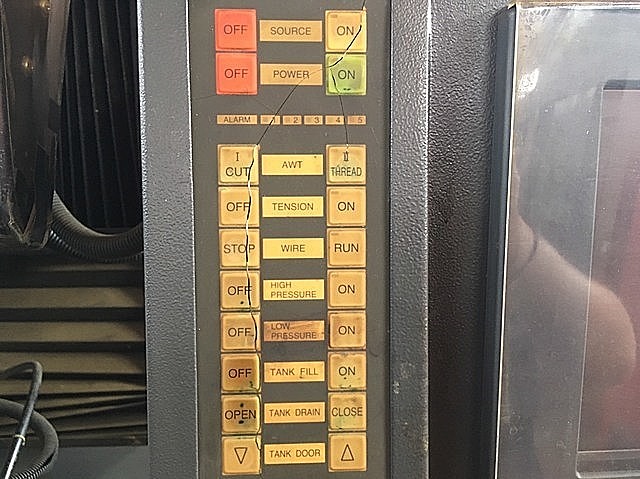 OFF SOURCE ON
OFF POWER ON
ALARM 1 2 3 4 5
I II
CUT AWT THREAD
OFF TENSION ON
STOP WIRE RUN
OFF HIGH PRESSURE ON
OFF LOW PRESSURE ON
OFF TANK FILL ON
OPEN TANK DRAIN CLOSE
▽ TANK DOOR △